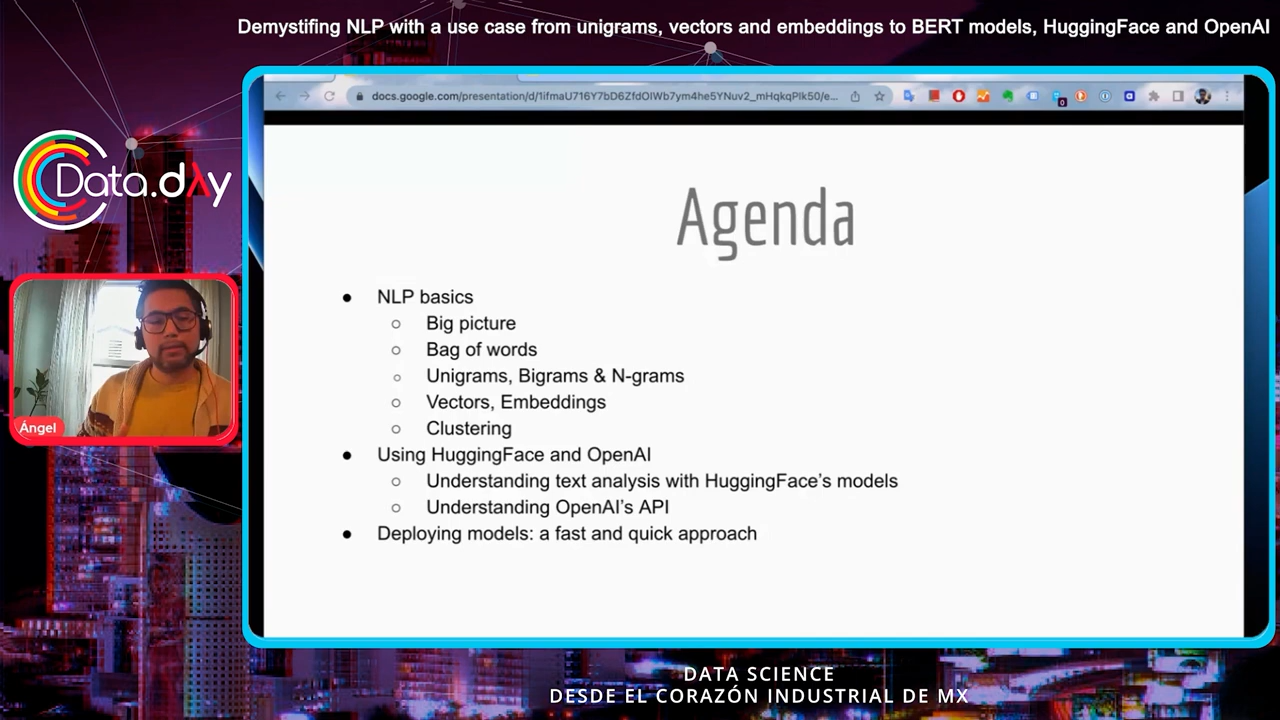 Demystifing NLP with a use case from unigrams, vectors and embeddings to BERT models, HuggingFace and OpenAI
docs.google.com/presentation/d/1ifmaU716Y7bD6ZfdOIWb7ym4he5YNuv2_mHqkqPlk50/e...
0
Data.day
Ángel
Agenda
● NLP basics
○ Big picture
○ Bag of words
○ Unigrams, Bigrams & N-grams
○ Vectors, Embeddings
○ Clustering
● Using HuggingFace and OpenAI
○ Understanding text analysis with HuggingFace's models
○ Understanding OpenAI's API
● Deploying models: a fast and quick approach
DATA SCIENCE
DESDE EL CORAZÓN INDUSTRIAL DE MX